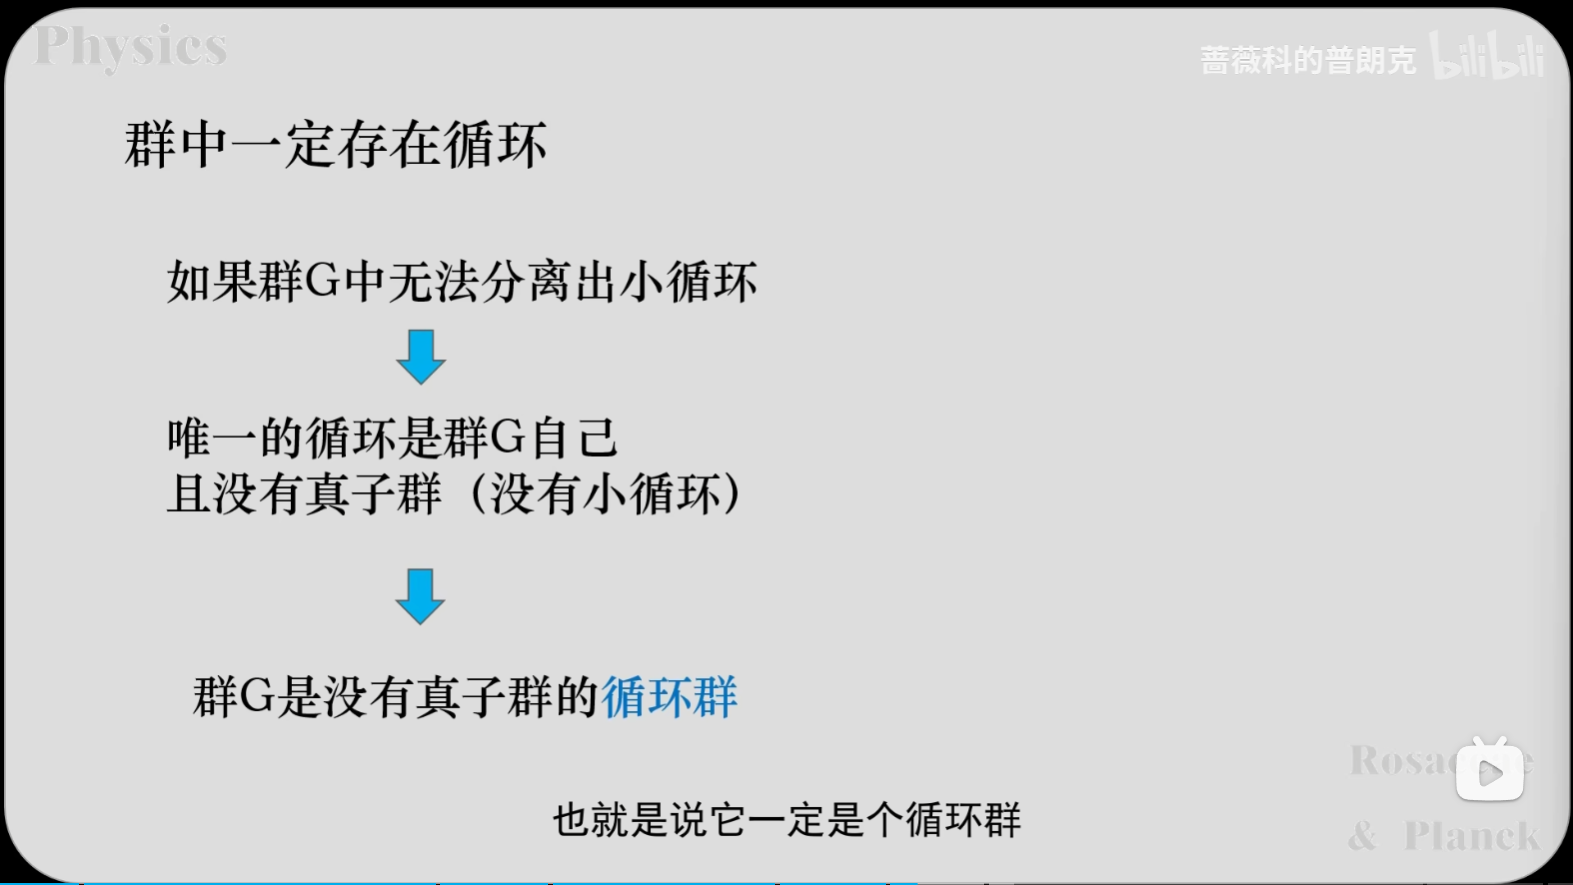 Physics
蔷薇科的普朗克 bilibili
群中一定存在循环
如果群G中无法分离出小循环
唯一的循环是群G自己
且没有真子群（没有小循环）
群G是没有真子群的循环群
Rosaceae
& Planck
也就是说它一定是个循环群